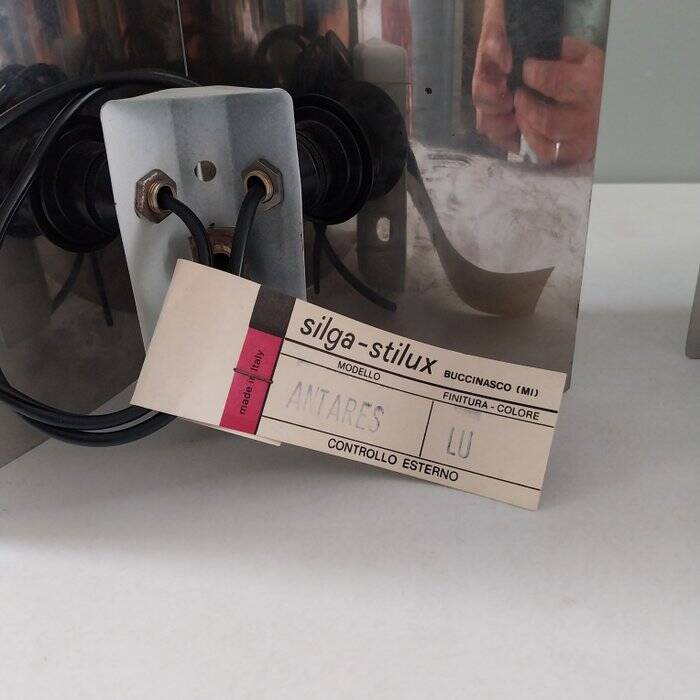 made in Italy
silga-stilux BUCCINASCO (MI)
MODELLO FINITURA - COLORE
ANTARES LU
CONTROLLO ESTERNO